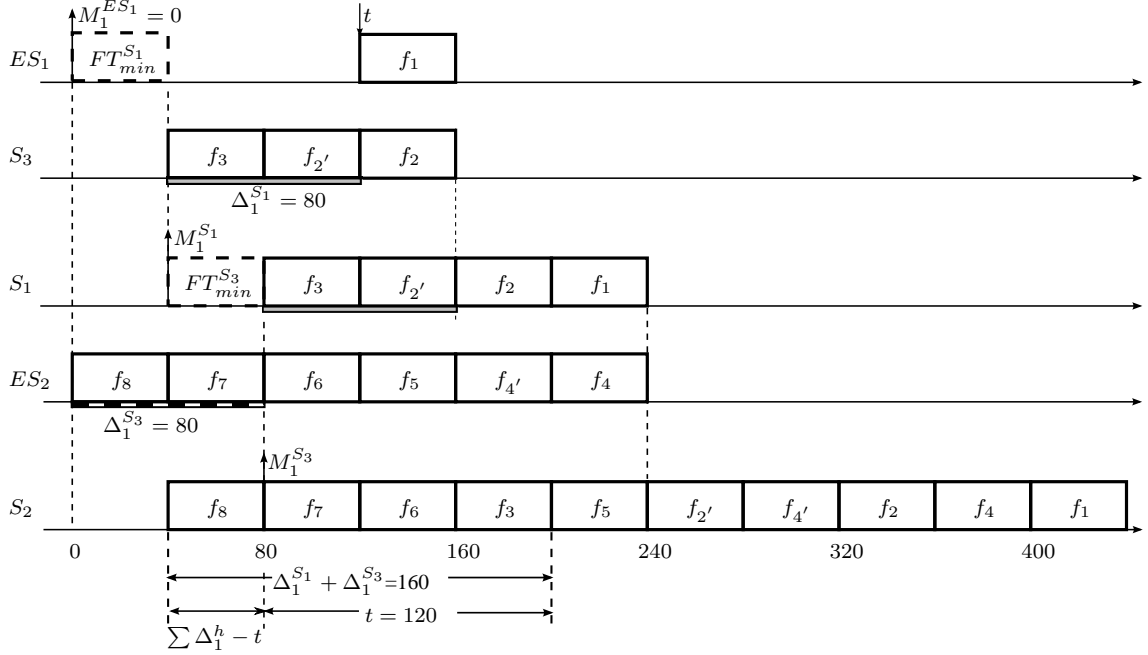 M_1^{ES_1} = 0
t
ES_1
FT_{min}^{S_1}
f_1
S_3
f_3
f_{2'}
f_2
Δ_1^{S_1} = 80
M_1^{S_1}
S_1
FT_{min}^{S_3}
f_3
f_{2'}
f_2
f_1
ES_2
f_8
f_7
f_6
f_5
f_{4'}
f_4
Δ_1^{S_3} = 80
M_1^{S_3}
S_2
f_8
f_7
f_6
f_3
f_5
f_{2'}
f_{4'}
f_2
f_4
f_1
0
80
160
240
320
400
Δ_1^{S_1} + Δ_1^{S_3}=160
t = 120
∑ Δ_1^h − t